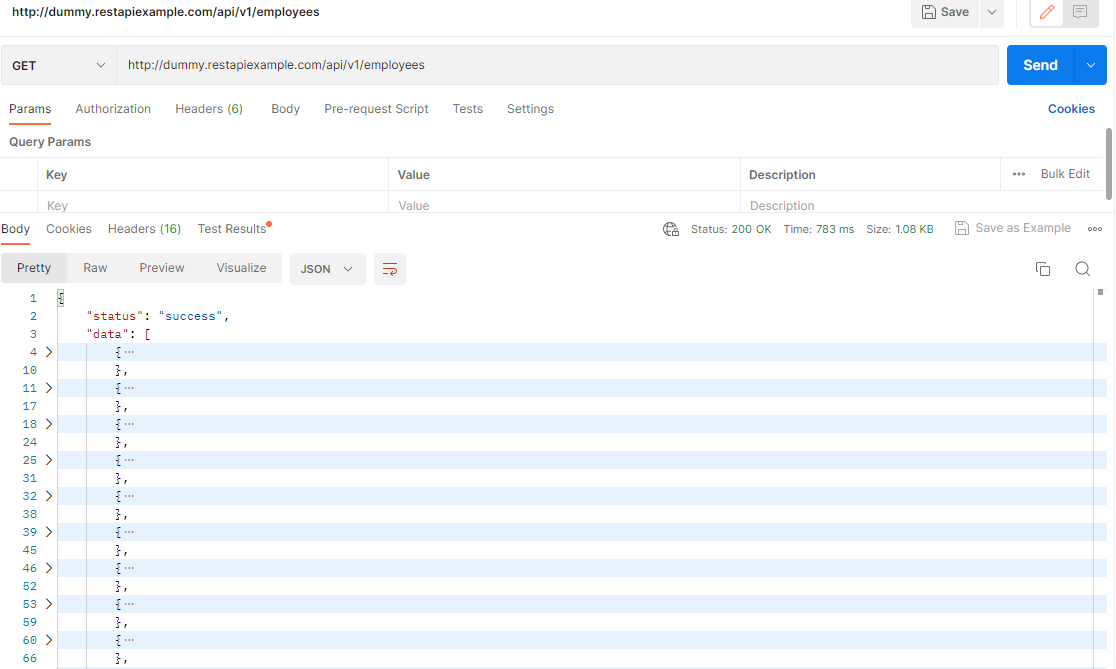 http://dummy.restapiexample.com/api/v1/employees Save
GET http://dummy.restapiexample.com/api/v1/employees Send
Params Authorization Headers (6) Body Pre-request Script Tests Settings Cookies
Query Params
Key Value Description ••• Bulk Edit
Key Value Description
Body Cookies Headers (16) Test Results Status: 200 OK Time: 783 ms Size: 1.08 KB Save as Example •••
Pretty Raw Preview Visualize JSON
1 {
2 "status": "success",
3 "data": [
4 { ···
10 },
11 { ···
17 },
18 { ···
24 },
25 { ···
31 },
32 { ···
38 },
39 { ···
45 },
46 { ···
52 },
53 { ···
59 },
60 { ···
66 },